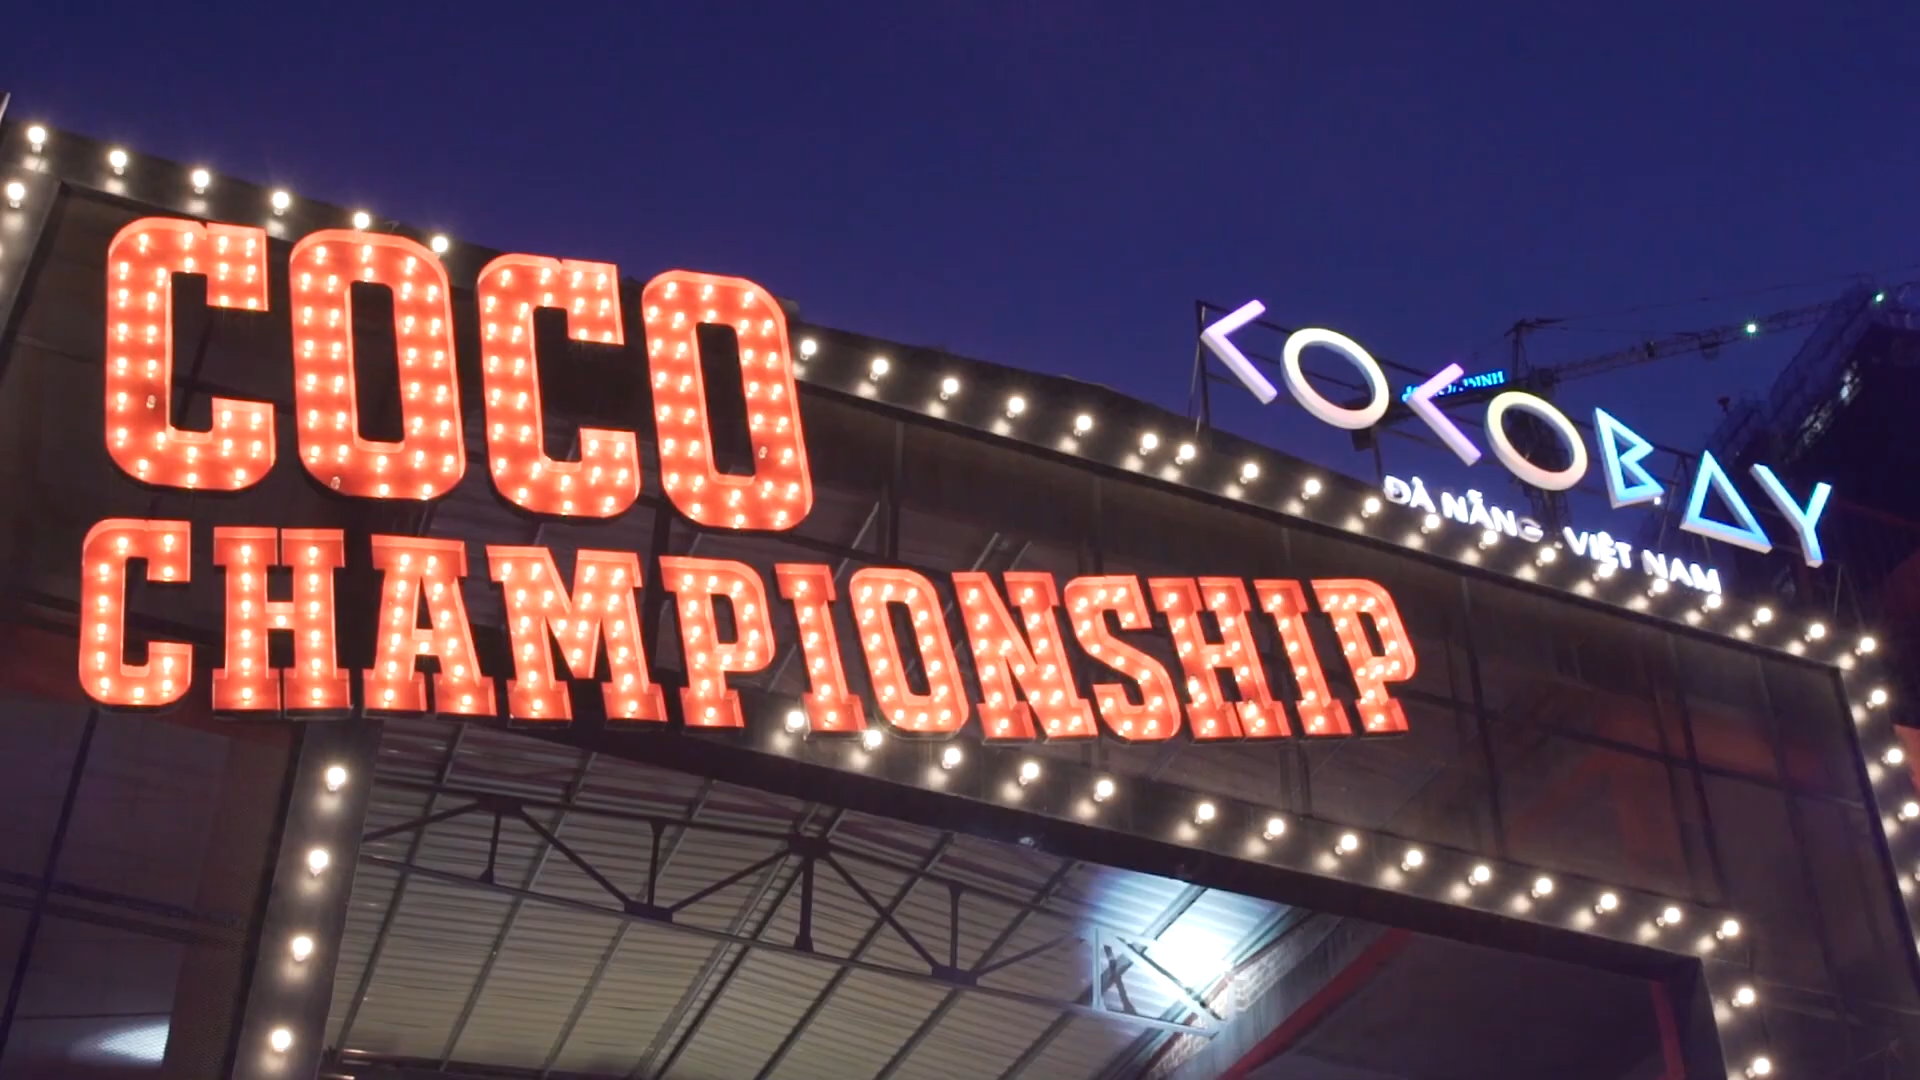 COCO
CHAMPIONSHIP
COCOBAY
ĐÀ NẴNG VIỆT NAM